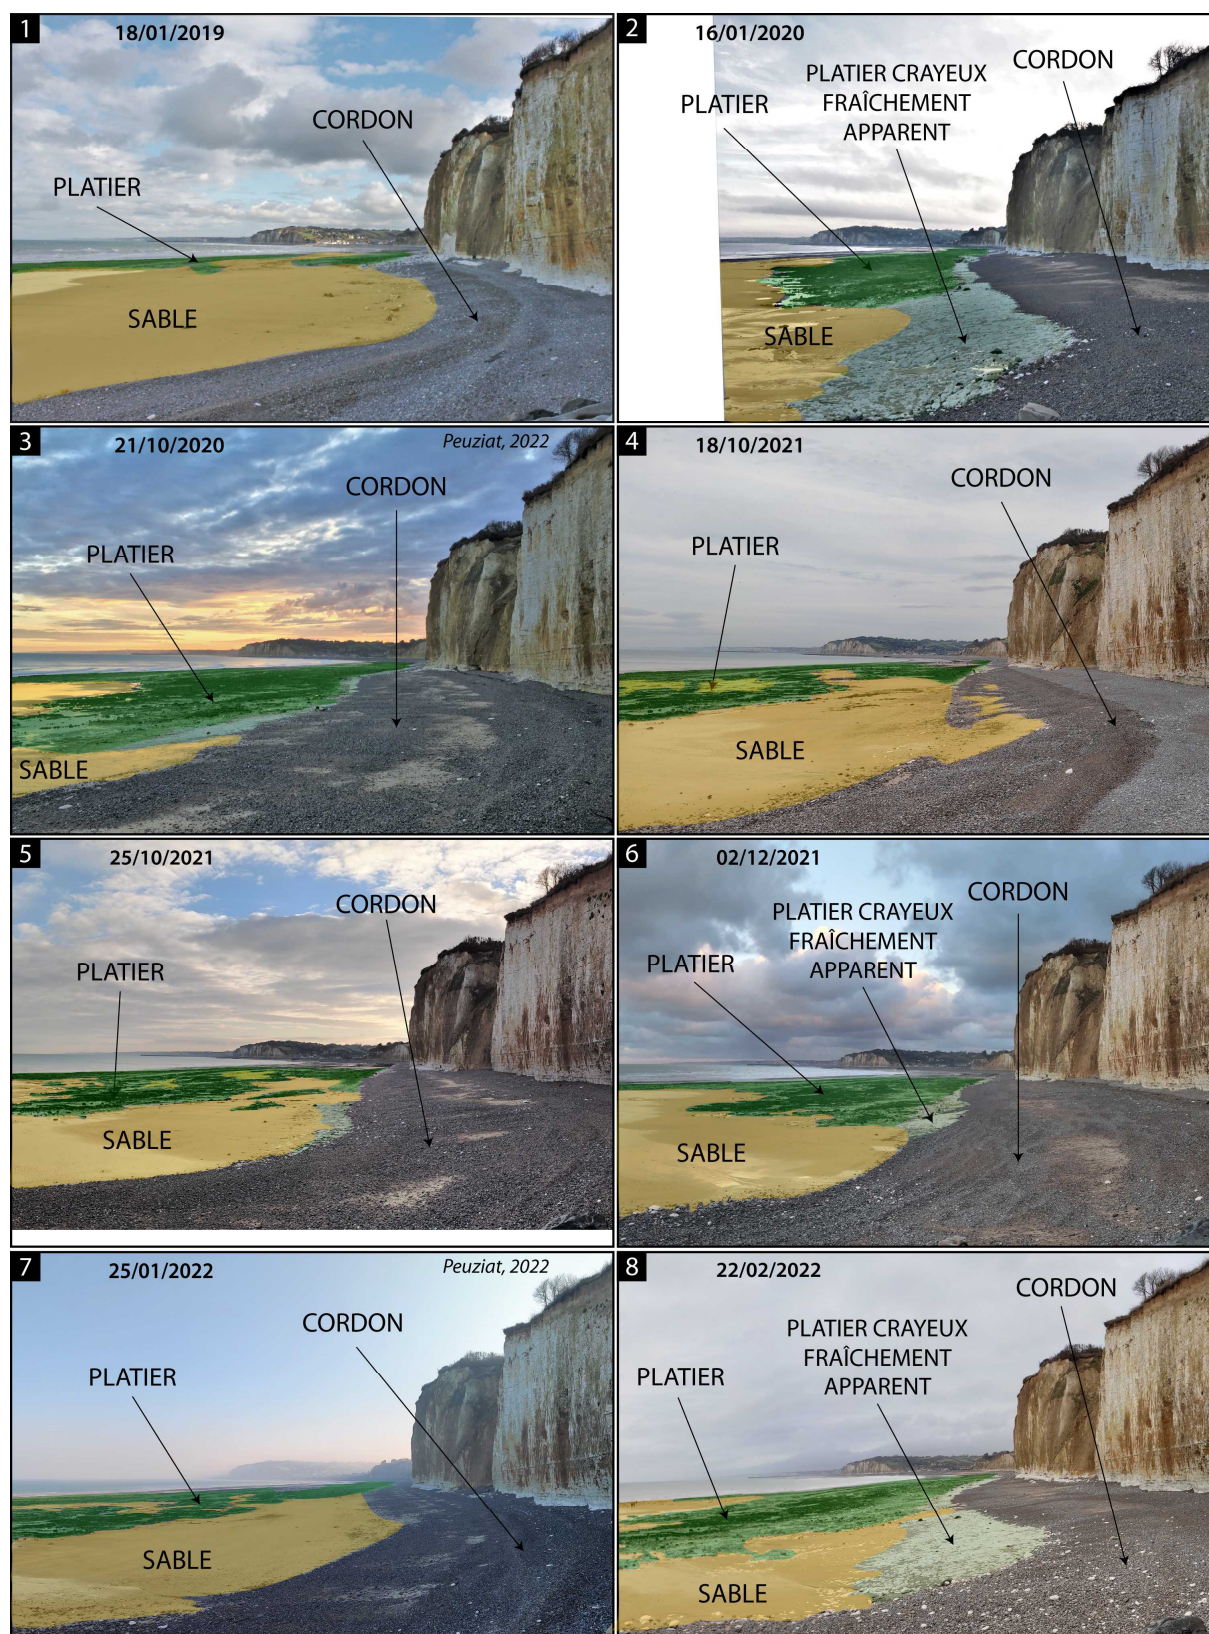 1
18/01/2019
CORDON
PLATIER
SABLE
2
16/01/2020
CORDON
PLATIER CRAYEUX
FRAÎCHEMENT
APPARENT
PLATIER
SABLE
3
21/10/2020
Peuziat, 2022
CORDON
PLATIER
SABLE
4
18/10/2021
CORDON
PLATIER
SABLE
5
25/10/2021
CORDON
PLATIER
SABLE
6
02/12/2021
CORDON
PLATIER CRAYEUX
FRAÎCHEMENT
APPARENT
PLATIER
SABLE
7
25/01/2022
Peuziat, 2022
CORDON
PLATIER
SABLE
8
22/02/2022
CORDON
PLATIER CRAYEUX
FRAÎCHEMENT
APPARENT
PLATIER
SABLE